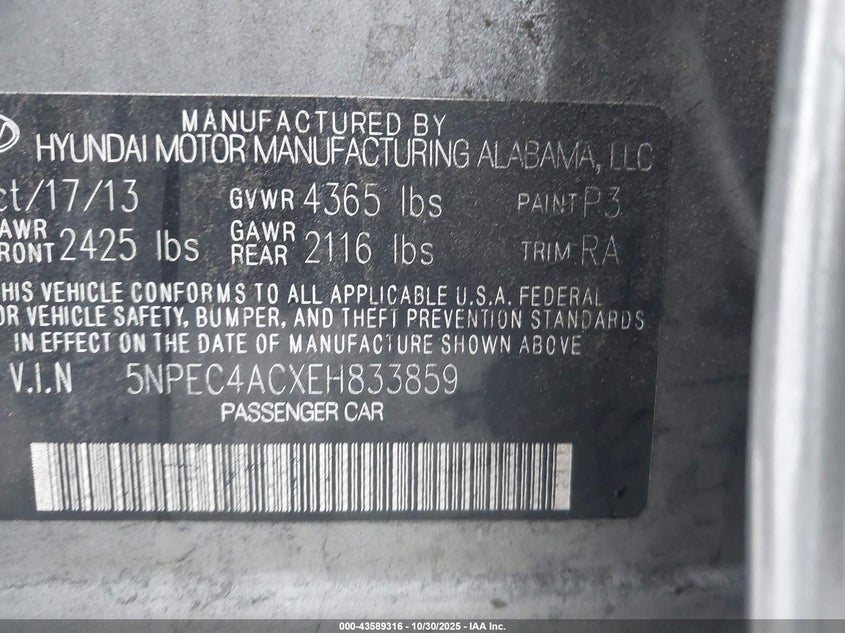 MANUFACTURED BY
HYUNDAI MOTOR MANUFACTURING ALABAMA, LLC
ct/17/13 GVWR 4365 lbs PAINT P3
AWR FRONT 2425 lbs GAWR REAR 2116 lbs TRIM RA
HIS VEHICLE CONFORMS TO ALL APPLICABLE U.S.A. FEDERAL
OR VEHICLE SAFETY, BUMPER, AND THEFT PREVENTION STANDARDS
IN EFFECT ON THE DATE OF MANUFACTURE SHOWN ABOVE
V.I.N 5NPEC4ACXEH833859
PASSENGER CAR
000-43589316 - 10/30/2025 - IAA Inc.